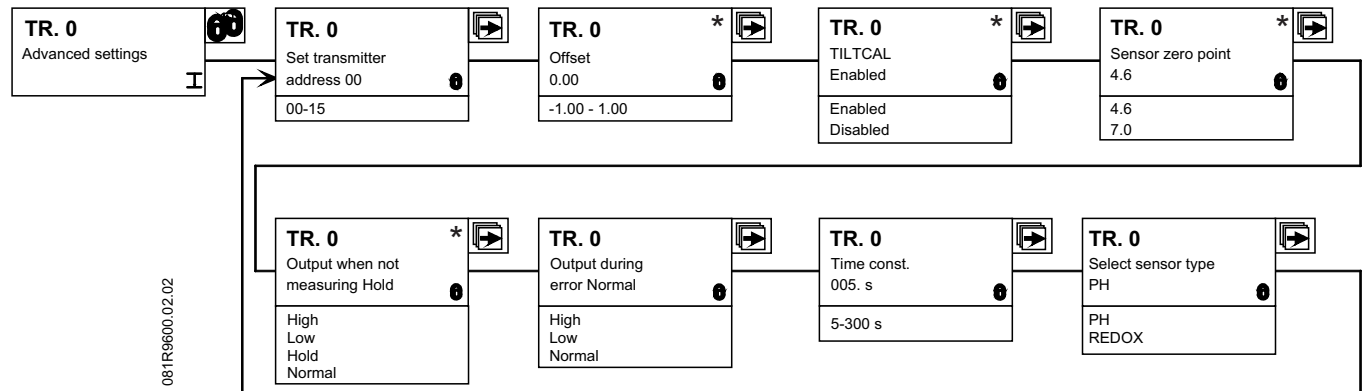 TR. 0
Advanced settings
TR. 0
Set transmitter
address 00
00-15
TR. 0 *
Offset
0.00
-1.00 - 1.00
TR. 0 *
TILTCAL
Enabled
Enabled
Disabled
TR. 0 *
Sensor zero point
4.6
4.6
7.0
TR. 0 *
Output when not
measuring Hold
High
Low
Hold
Normal
TR. 0
Output during
error Normal
High
Low
Normal
TR. 0
Time const.
005. s
5-300 s
TR. 0
Select sensor type
PH
PH
REDOX
081R9600.02.02